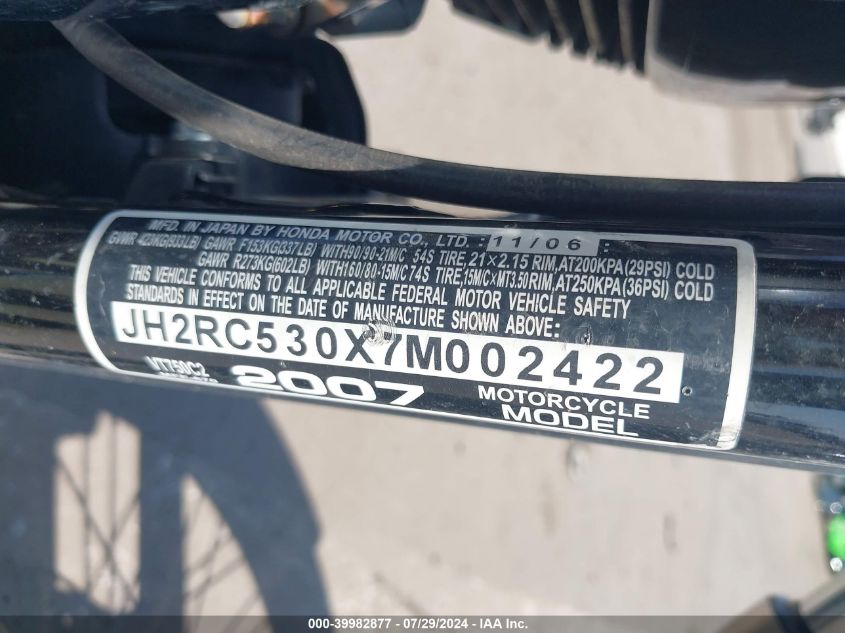 MFD. IN JAPAN BY HONDA MOTOR CO., LTD. 11/06
GVWR 423KG(933LB) GAWR F153KG(337LB) WITH90/90-21M/C 54S TIRE 21×2.15 RIM,AT200KPA(29PSI) COLD
GAWR R273KG(602LB) WITH160/80-15M/C 74S TIRE,15M/C×MT3.50 RIM,AT250KPA(36PSI) COLD
THIS VEHICLE CONFORMS TO ALL APPLICABLE FEDERAL MOTOR VEHICLE SAFETY
STANDARDS IN EFFECT ON THE DATE OF MANUFACTURE SHOWN ABOVE:
JH2RC530X7M002422
VT750C2 2007 MOTORCYCLE
MODEL
000-39982877 / 07/29/2024 - IAA Inc.